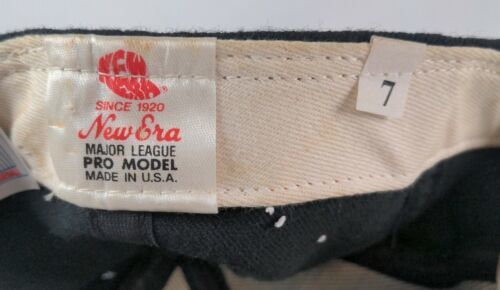 NEW
ERA
SINCE 1920
New Era
MAJOR LEAGUE
PRO MODEL
MADE IN U.S.A.
7